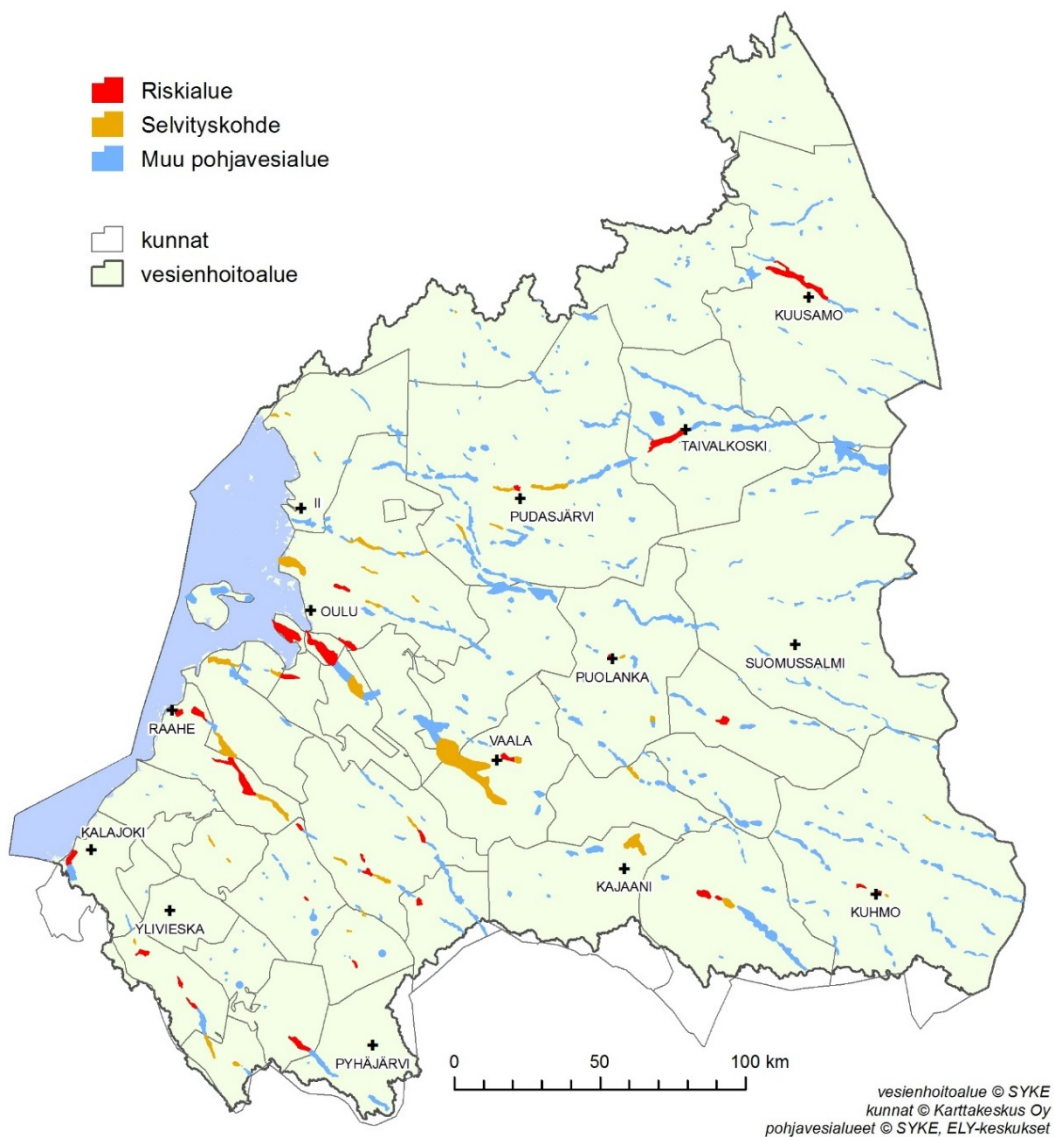 Riskialue
Selvityskohde
Muu pohjavesialue
kunnat
vesienhoitoalue
KUUSAMO
TAIVALKOSKI
II
PUDASJÄRVI
OULU
SUOMUSSALMI
PUOLANKA
RAAHE
VAALA
KALAJOKI
KAJAANI
KUHMO
YLIVIESKA
PYHÄJÄRVI
0 50 100 km
vesienhoitoalue © SYKE
kunnat © Karttakeskus Oy
pohjavesialueet © SYKE, ELY-keskukset